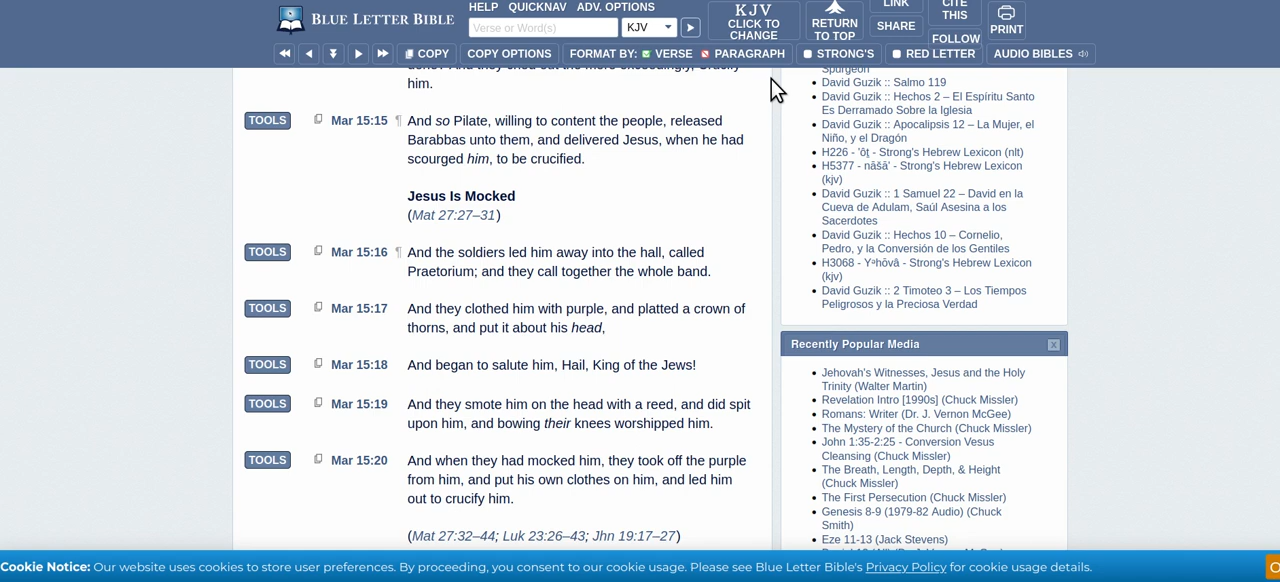 BLUE LETTER BIBLE
HELP QUICKNAV ADV. OPTIONS
Verse or Word(s)
KJV
KJV
CLICK TO
CHANGE
RETURN
TO TOP
LINK
SHARE
CITE
THIS
FOLLOW
PRINT
COPY
COPY OPTIONS
FORMAT BY: VERSE PARAGRAPH
STRONG'S
RED LETTER
AUDIO BIBLES
him.
TOOLS Mar 15:15 ¶ And so Pilate, willing to content the people, released
Barabbas unto them, and delivered Jesus, when he had
scourged him, to be crucified.
Jesus Is Mocked
(Mat 27:27–31)
TOOLS Mar 15:16 ¶ And the soldiers led him away into the hall, called
Praetorium; and they call together the whole band.
TOOLS Mar 15:17 And they clothed him with purple, and platted a crown of
thorns, and put it about his head,
TOOLS Mar 15:18 And began to salute him, Hail, King of the Jews!
TOOLS Mar 15:19 And they smote him on the head with a reed, and did spit
upon him, and bowing their knees worshipped him.
TOOLS Mar 15:20 And when they had mocked him, they took off the purple
from him, and put his own clothes on him, and led him
out to crucify him.
(Mat 27:32–44; Luk 23:26–43; Jhn 19:17–27)
Spurgeon
David Guzik :: Salmo 119
David Guzik :: Hechos 2 – El Espíritu Santo
Es Derramado Sobre la Iglesia
David Guzik :: Apocalipsis 12 – La Mujer, el
Niño, y el Dragón
H226 - 'ôṯ - Strong's Hebrew Lexicon (nlt)
H5377 - nāšā' - Strong's Hebrew Lexicon
(kjv)
David Guzik :: 1 Samuel 22 – David en la
Cueva de Adulam, Saúl Asesina a los
Sacerdotes
David Guzik :: Hechos 10 – Cornelio,
Pedro, y la Conversión de los Gentiles
H3068 - Yᵊhōvâ - Strong's Hebrew Lexicon
(kjv)
David Guzik :: 2 Timoteo 3 – Los Tiempos
Peligrosos y la Preciosa Verdad
Recently Popular Media
x
Jehovah's Witnesses, Jesus and the Holy
Trinity (Walter Martin)
Revelation Intro [1990s] (Chuck Missler)
Romans: Writer (Dr. J. Vernon McGee)
The Mystery of the Church (Chuck Missler)
John 1:35-2:25 - Conversion Vesus
Cleansing (Chuck Missler)
The Breath, Length, Depth, & Height
(Chuck Missler)
The First Persecution (Chuck Missler)
Genesis 8-9 (1979-82 Audio) (Chuck
Smith)
Eze 11-13 (Jack Stevens)
Cookie Notice: Our website uses cookies to store user preferences. By proceeding, you consent to our cookie usage. Please see Blue Letter Bible's Privacy Policy for cookie usage details.